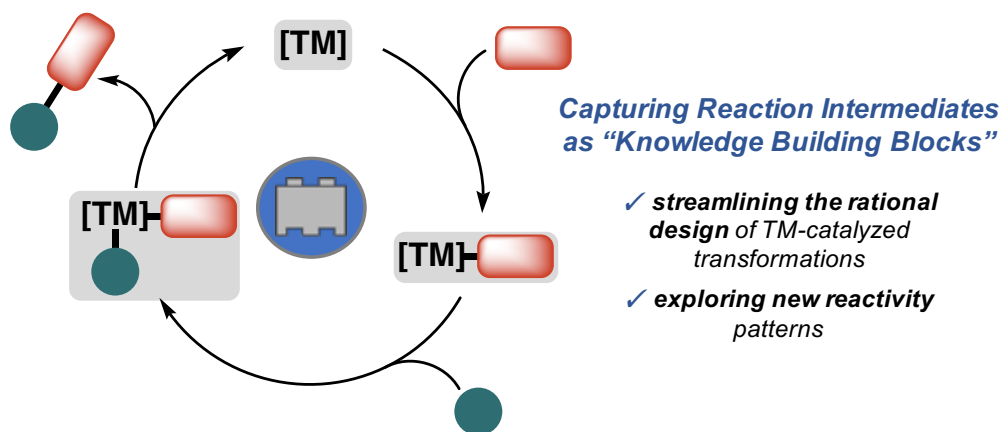 [TM]
Capturing Reaction Intermediates
as “Knowledge Building Blocks”
[TM]
[TM]
✓ streamlining the rational
design of TM-catalyzed
transformations
✓ exploring new reactivity
patterns